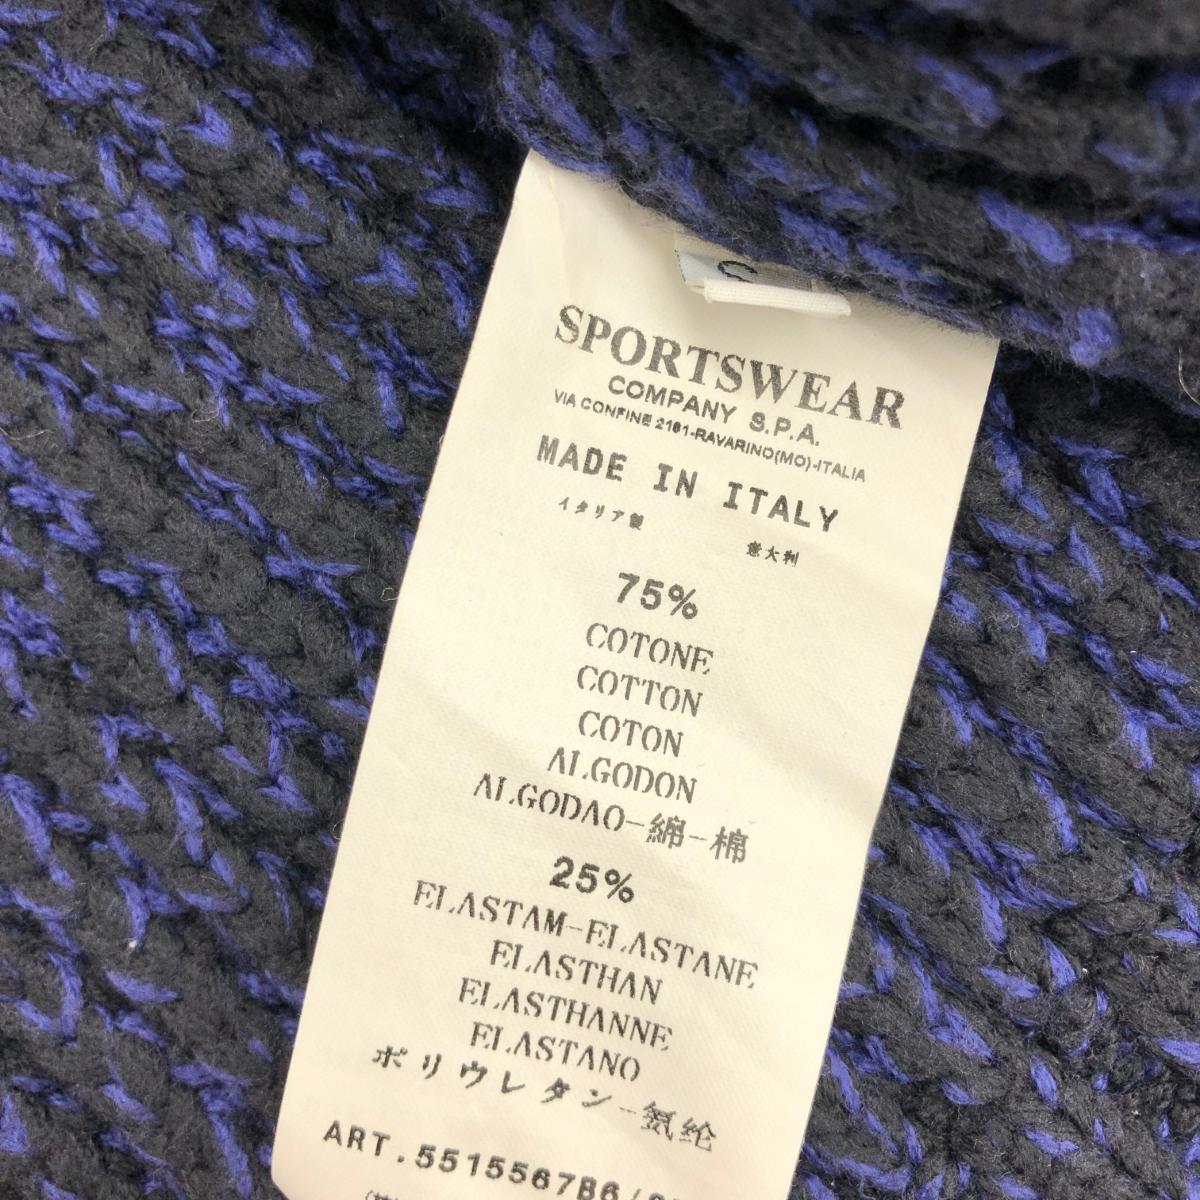 SPORTSWEAR
COMPANY S.P.A.
VIA CONFINE 2161-RAVARINO(MO)-ITALIA
MADE IN ITALY
イタリア製 意大利
75%
COTONE
COTTON
COTON
ALGODON
ALGODAO-綿-棉
25%
ELASTAM-ELASTANE
ELASTHAN
ELASTHANNE
ELASTANO
ポリウレタン-氨纶
ART.5515567B6/